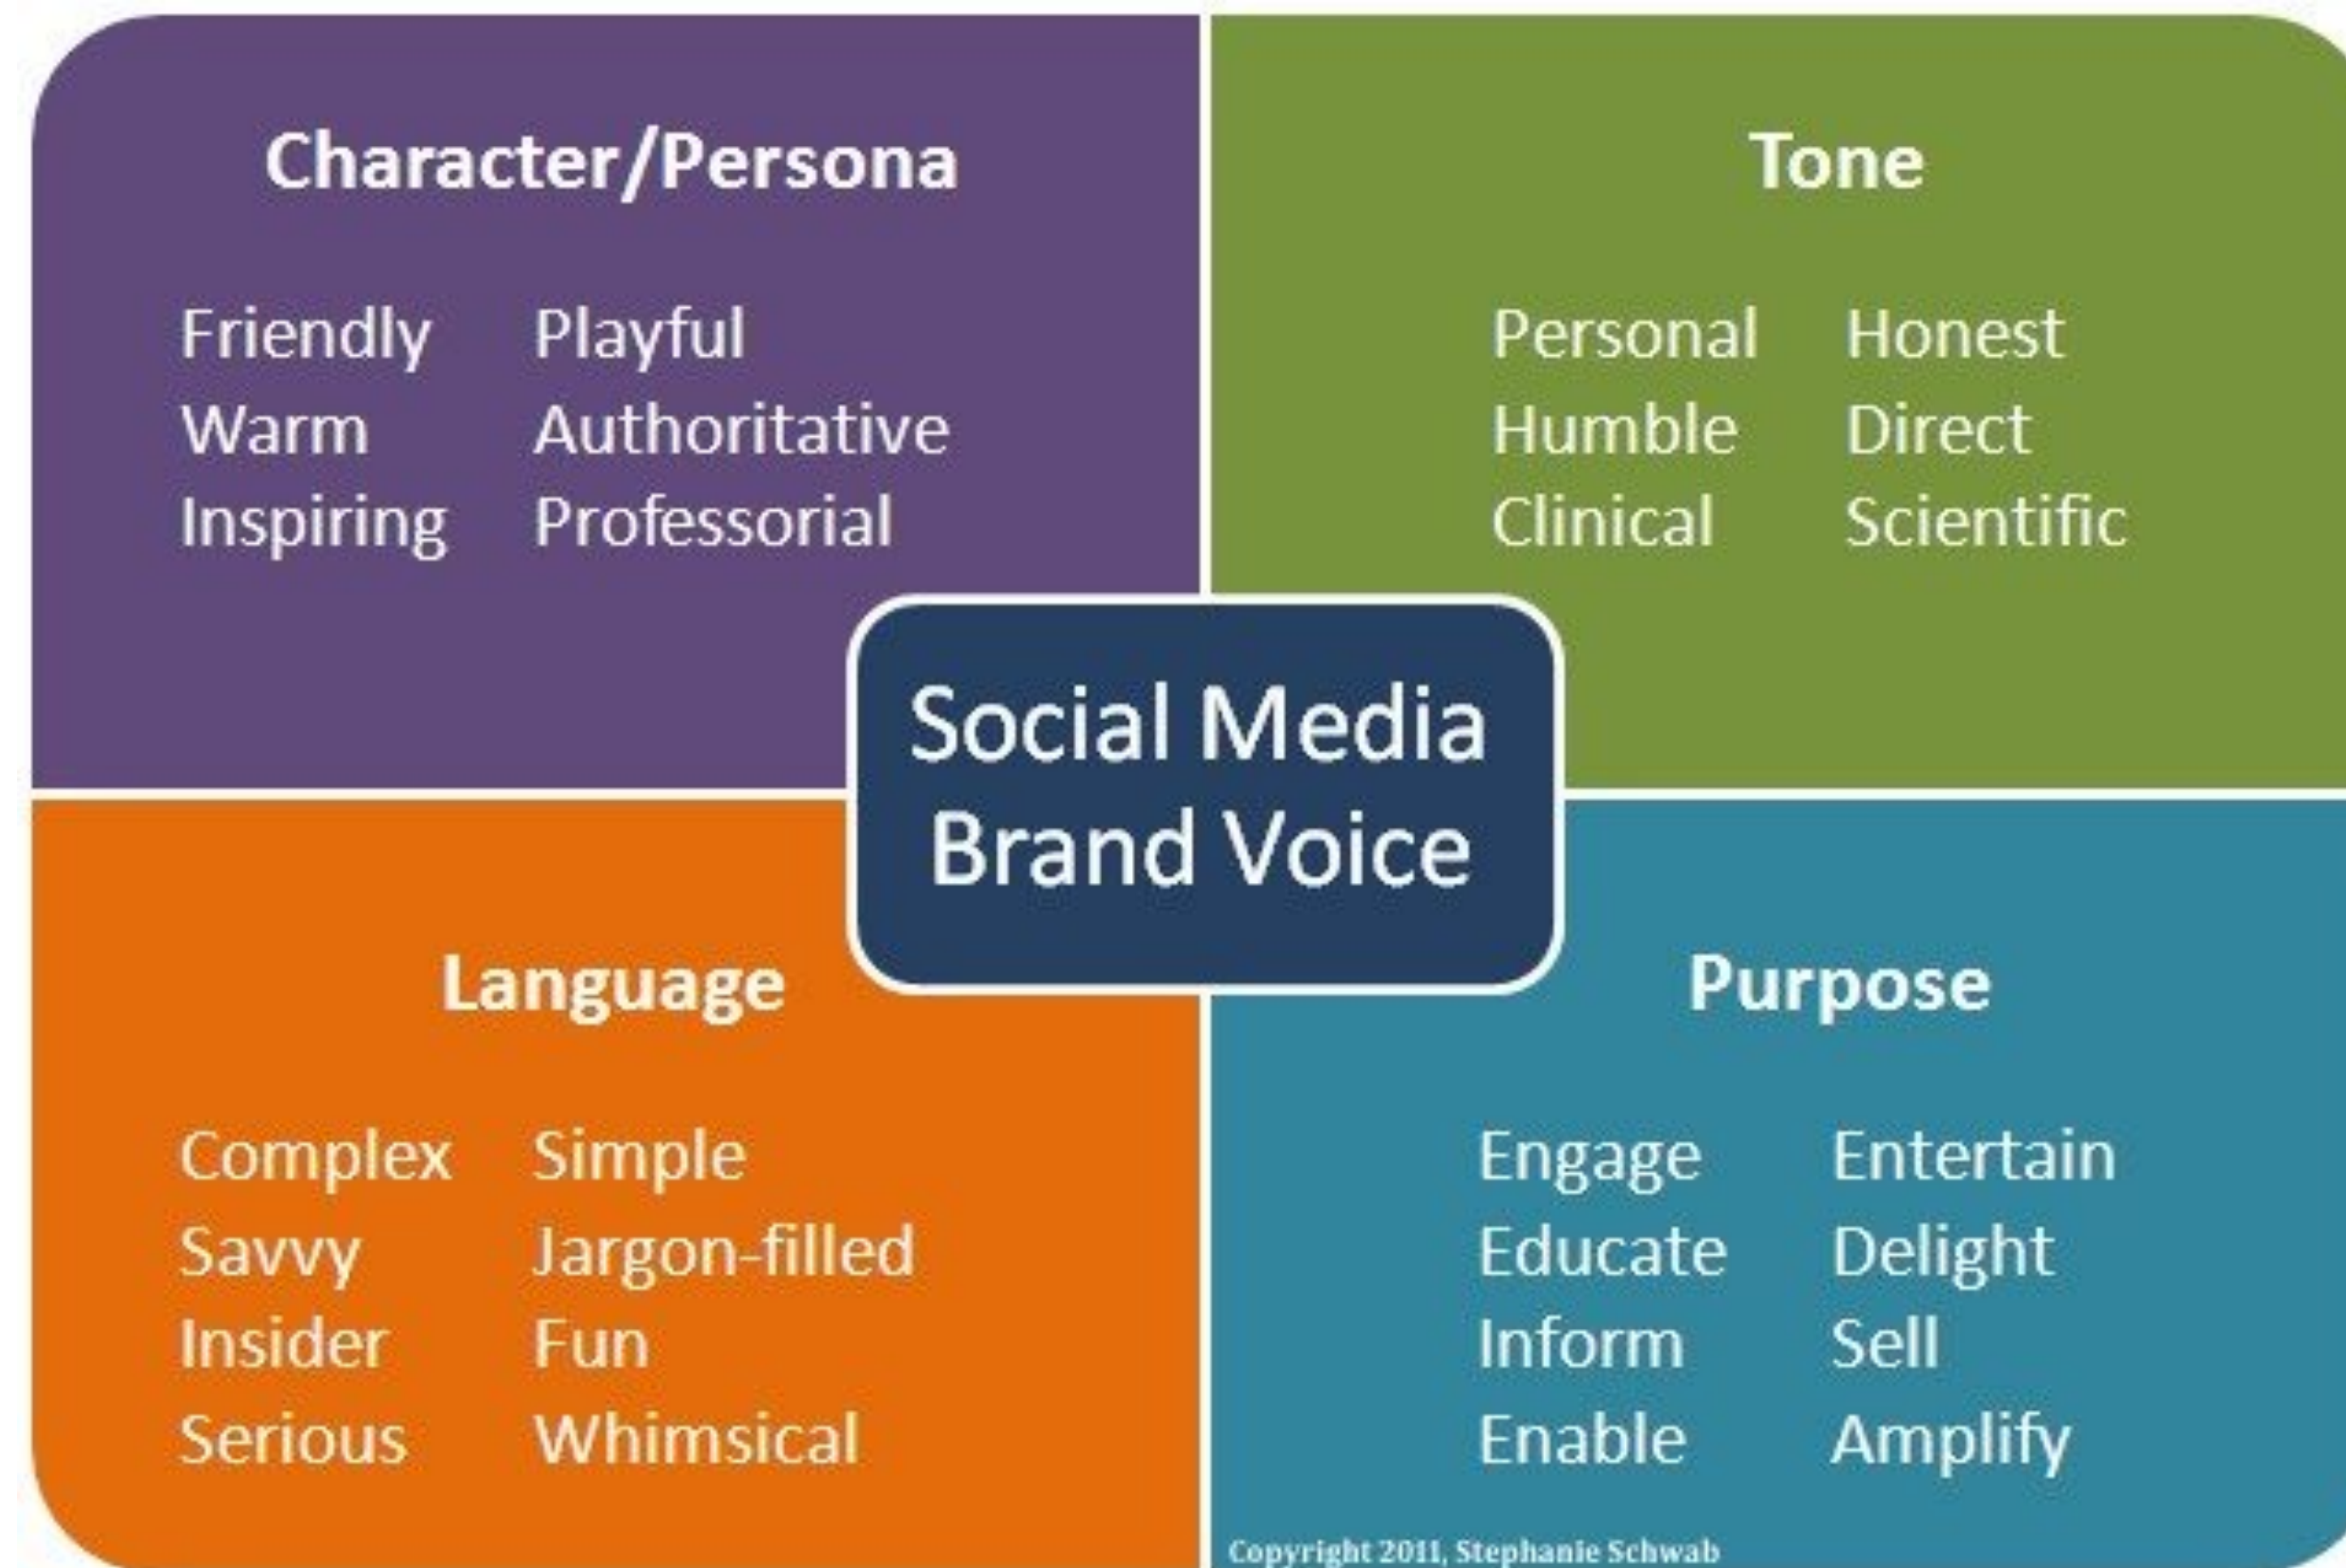 Character/Persona
Friendly Playful
Warm Authoritative
Inspiring Professorial
Tone
Personal Honest
Humble Direct
Clinical Scientific
Social Media
Brand Voice
Language
Complex Simple
Savvy Jargon-filled
Insider Fun
Serious Whimsical
Purpose
Engage Entertain
Educate Delight
Inform Sell
Enable Amplify
Copyright 2011, Stephanie Schwab